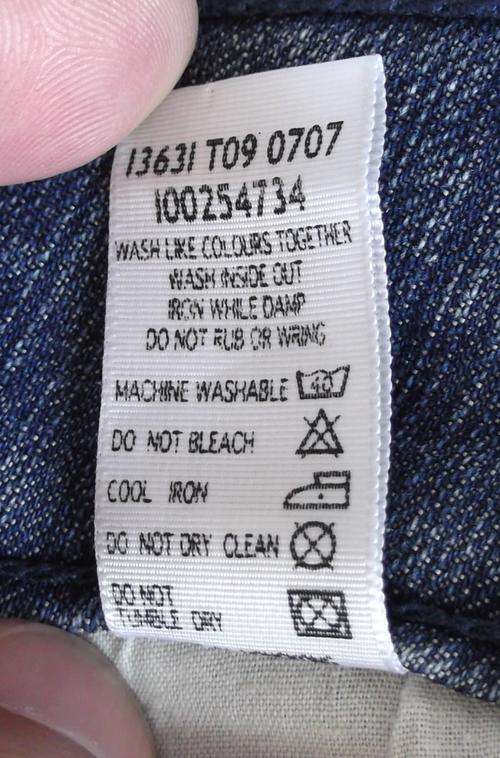 13631 T09 0707
100254734
WASH LIKE COLOURS TOGETHER
WASH INSIDE OUT
IRON WHILE DAMP
DO NOT RUB OR WRING
MACHINE WASHABLE 40
DO NOT BLEACH
COOL IRON
DO NOT DRY CLEAN
DO NOT
TUMBLE DRY